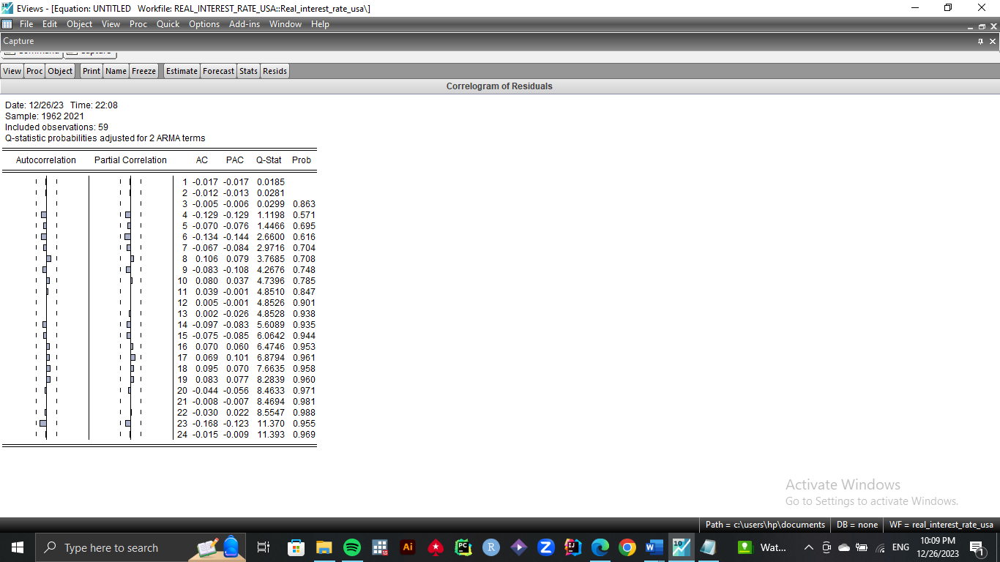 EViews - [Equation: UNTITLED   Workfile: REAL_INTEREST_RATE_USA::Real_interest_rate_usa\]
File Edit Object View Proc Quick Options Add-ins Window Help
Capture
Command Capture
View Proc Object Print Name Freeze Estimate Forecast Stats Resids
Correlogram of Residuals
Date: 12/26/23   Time: 22:08
Sample: 1962 2021
Included observations: 59
Q-statistic probabilities adjusted for 2 ARMA terms
Autocorrelation Partial Correlation AC PAC Q-Stat Prob
1 -0.017 -0.017 0.0185
2 -0.012 -0.013 0.0281
3 -0.005 -0.006 0.0299 0.863
4 -0.129 -0.129 1.1198 0.571
5 -0.070 -0.076 1.4466 0.695
6 -0.134 -0.144 2.6600 0.616
7 -0.067 -0.084 2.9716 0.704
8 0.106 0.079 3.7685 0.708
9 -0.083 -0.108 4.2676 0.748
10 0.080 0.037 4.7396 0.785
11 0.039 -0.001 4.8510 0.847
12 0.005 -0.001 4.8526 0.901
13 0.002 -0.026 4.8528 0.938
14 -0.097 -0.083 5.6089 0.935
15 -0.075 -0.085 6.0642 0.944
16 0.070 0.060 6.4746 0.953
17 0.069 0.101 6.8794 0.961
18 0.095 0.070 7.6635 0.958
19 0.083 0.077 8.2839 0.960
20 -0.044 -0.056 8.4633 0.971
21 -0.008 -0.007 8.4694 0.981
22 -0.030 0.022 8.5547 0.988
23 -0.168 -0.123 11.370 0.955
24 -0.015 -0.009 11.393 0.969
Activate Windows
Go to Settings to activate Windows.
Path = c:\users\hp\documents DB = none WF = real_interest_rate_usa
Type here to search
Wat...
ENG
10:09 PM
12/26/2023